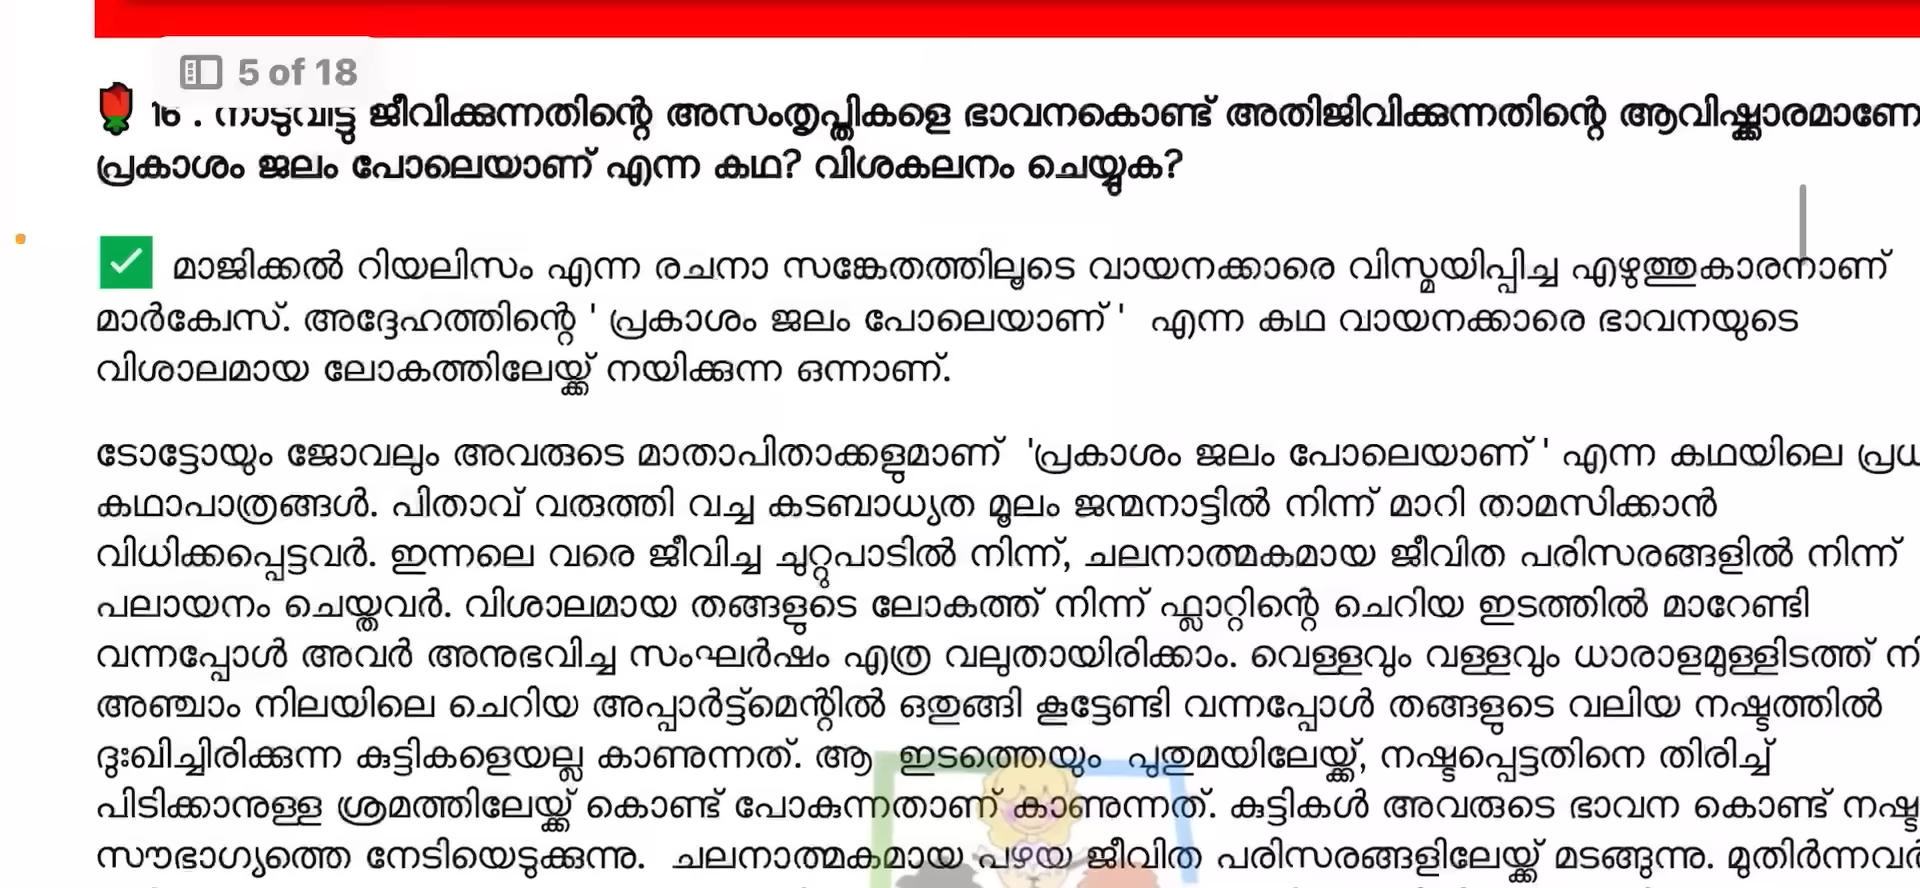 5 of 18
16 . നാടുവിട്ടു ജീവിക്കുന്നതിന്റെ അസംതൃപ്തികളെ ഭാവനകൊണ്ട് അതിജീവിക്കുന്നതിന്റെ ആവിഷ്ക്കാരമാണോ
പ്രകാശം ജലം പോലെയാണ് എന്ന കഥ? വിശകലനം ചെയ്യുക?
മാജിക്കൽ റിയലിസം എന്ന രചനാ സങ്കേതത്തിലൂടെ വായനക്കാരെ വിസ്മയിപ്പിച്ച എഴുത്തുകാരനാണ്
മാർക്വേസ്. അദ്ദേഹത്തിന്റെ ' പ്രകാശം ജലം പോലെയാണ് ' എന്ന കഥ വായനക്കാരെ ഭാവനയുടെ
വിശാലമായ ലോകത്തിലേയ്ക്ക് നയിക്കുന്ന ഒന്നാണ്.
ടോട്ടോയും ജോവലും അവരുടെ മാതാപിതാക്കളുമാണ് 'പ്രകാശം ജലം പോലെയാണ് ' എന്ന കഥയിലെ
കഥാപാത്രങ്ങൾ. പിതാവ് വരുത്തി വച്ച കടബാധ്യത മൂലം ജന്മനാട്ടിൽ നിന്ന് മാറി താമസിക്കാൻ
വിധിക്കപ്പെട്ടവർ. ഇന്നലെ വരെ ജീവിച്ച ചുറ്റുപാടിൽ നിന്ന്, ചലനാത്മകമായ ജീവിത പരിസരങ്ങളിൽ നിന്ന്
പലായനം ചെയ്തവർ. വിശാലമായ തങ്ങളുടെ ലോകത്ത് നിന്ന് ഫ്ലാറ്റിന്റെ ചെറിയ ഇടത്തിൽ മാറേണ്ടി
വന്നപ്പോൾ അവർ അനുഭവിച്ച സംഘർഷം എത്ര വലുതായിരിക്കാം. വെള്ളവും വള്ളവും ധാരാളമുള്ളിടത്ത്
അഞ്ചാം നിലയിലെ ചെറിയ അപ്പാർട്ട്മെന്റിൽ ഒതുങ്ങി കൂട്ടേണ്ടി വന്നപ്പോൾ തങ്ങളുടെ വലിയ നഷ്ടത്തിൽ
ദുഃഖിച്ചിരിക്കുന്ന കുട്ടികളെയല്ല കാണുന്നത്. ആ ഇടത്തെയും പുതുമയിലേയ്ക്ക്, നഷ്ടപ്പെട്ടതിനെ തിരിച്ച്
പിടിക്കാനുള്ള ശ്രമത്തിലേയ്ക്ക് കൊണ്ട് പോകുന്നതാണ് കാണുന്നത്. കുട്ടികൾ അവരുടെ ഭാവന കൊണ്ട്
സൗഭാഗ്യത്തെ നേടിയെടുക്കുന്നു. ചലനാത്മകമായ പഴയ ജീവിത പരിസരങ്ങളിലേയ്ക്ക് മടങ്ങുന്നു. മുതിർന്നവർ